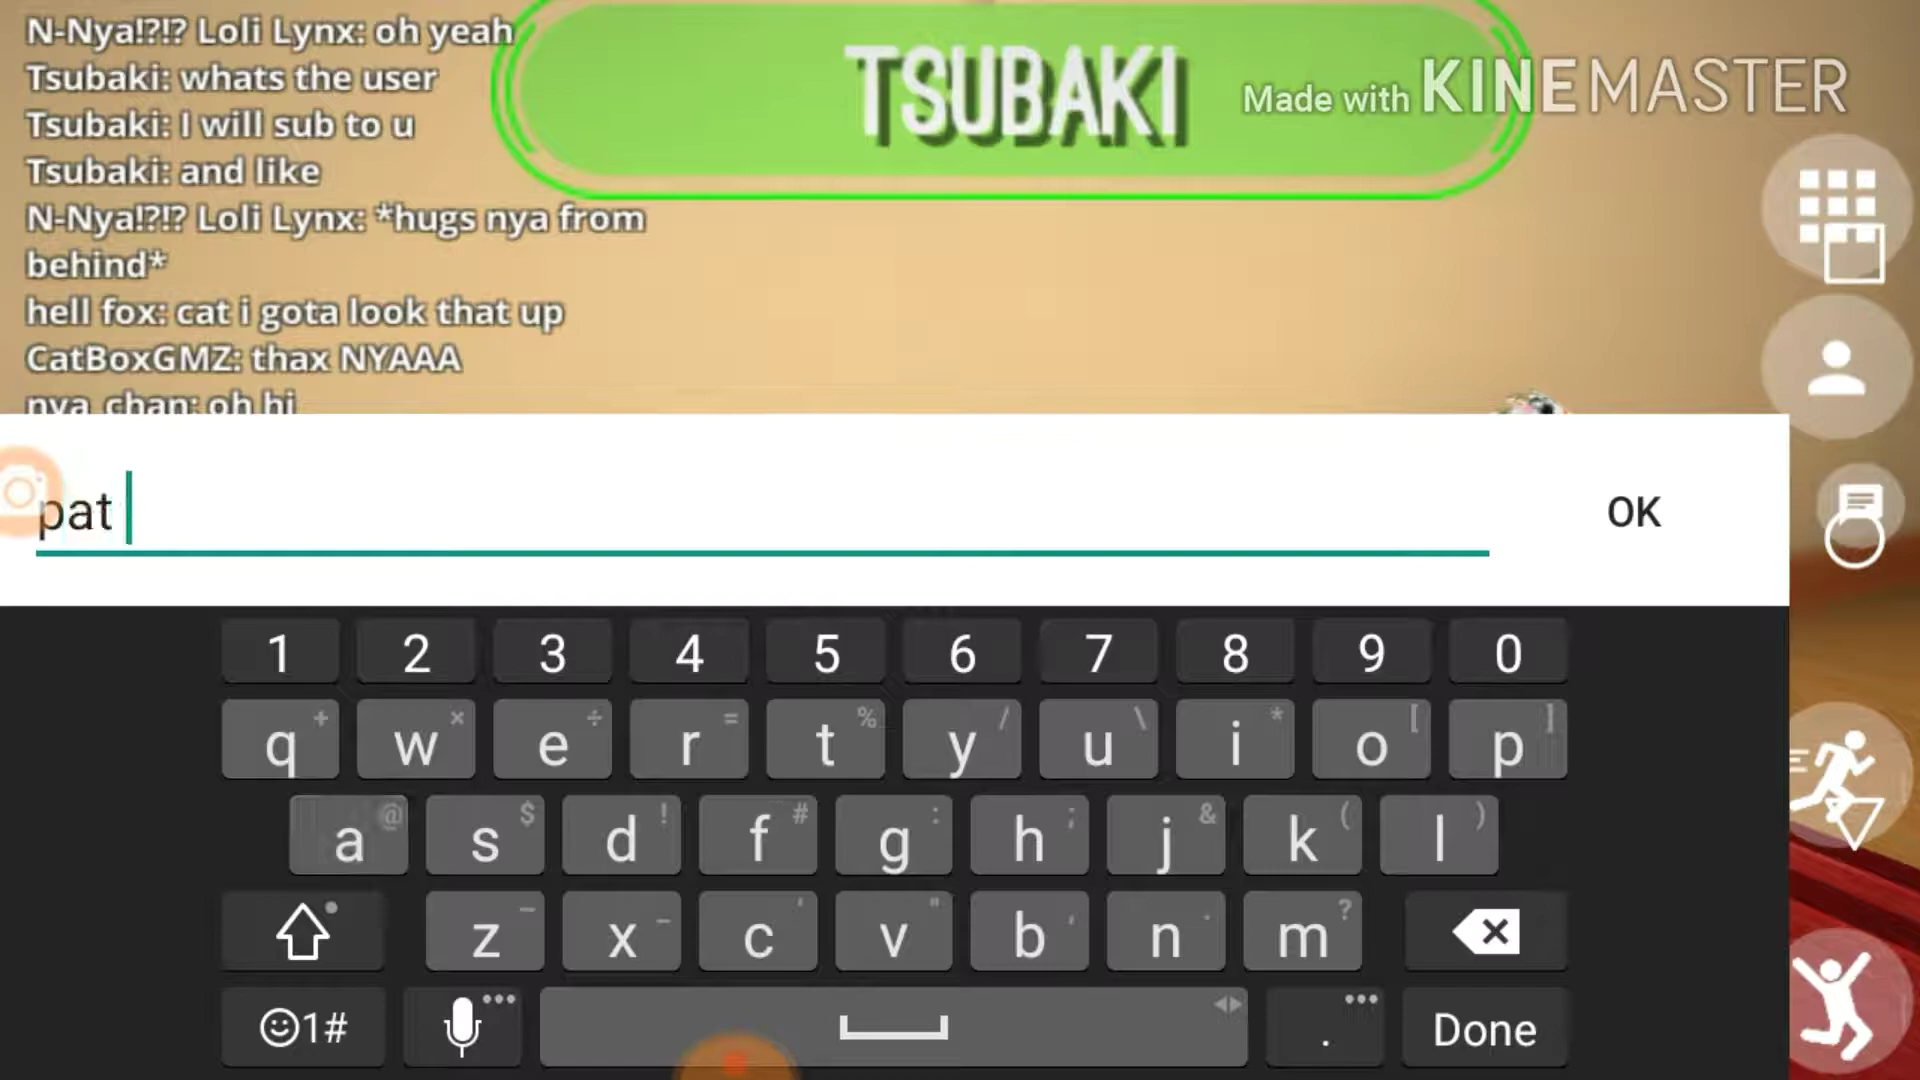 N-Nya!?!? Loli Lynx: oh yeah
Tsubaki: whats the user
Tsubaki: I will sub to u
Tsubaki: and like
N-Nya!?!? Loli Lynx: *hugs nya from
behind*
hell fox: cat i gota look that up
CatBoxGMZ: thax NYAAA
nya_chan: oh hi
TSUBAKI
Made with KINEMASTER
pat
OK
1 2 3 4 5 6 7 8 9 0
q + w × e ÷ r = t % y / u \ i * o [ p ]
a @ s $ d ! f # g : h ; j & k ( l )
z x c ' v " b , n . m ?
1# . Done